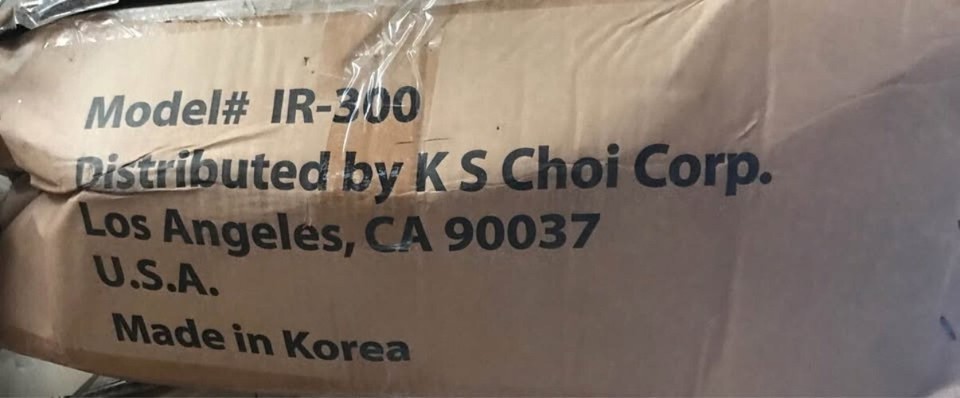 Model# IR-300
Distributed by K S Choi Corp.
Los Angeles, CA 90037
U.S.A.
Made in Korea